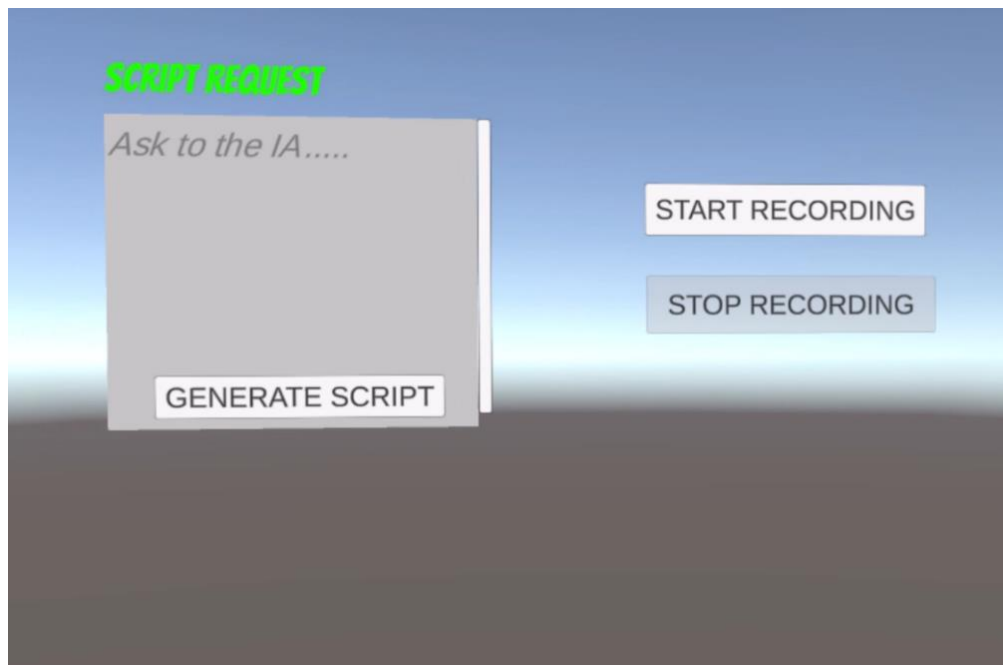 SCRIPT REQUEST
Ask to the IA.....
GENERATE SCRIPT
START RECORDING
STOP RECORDING